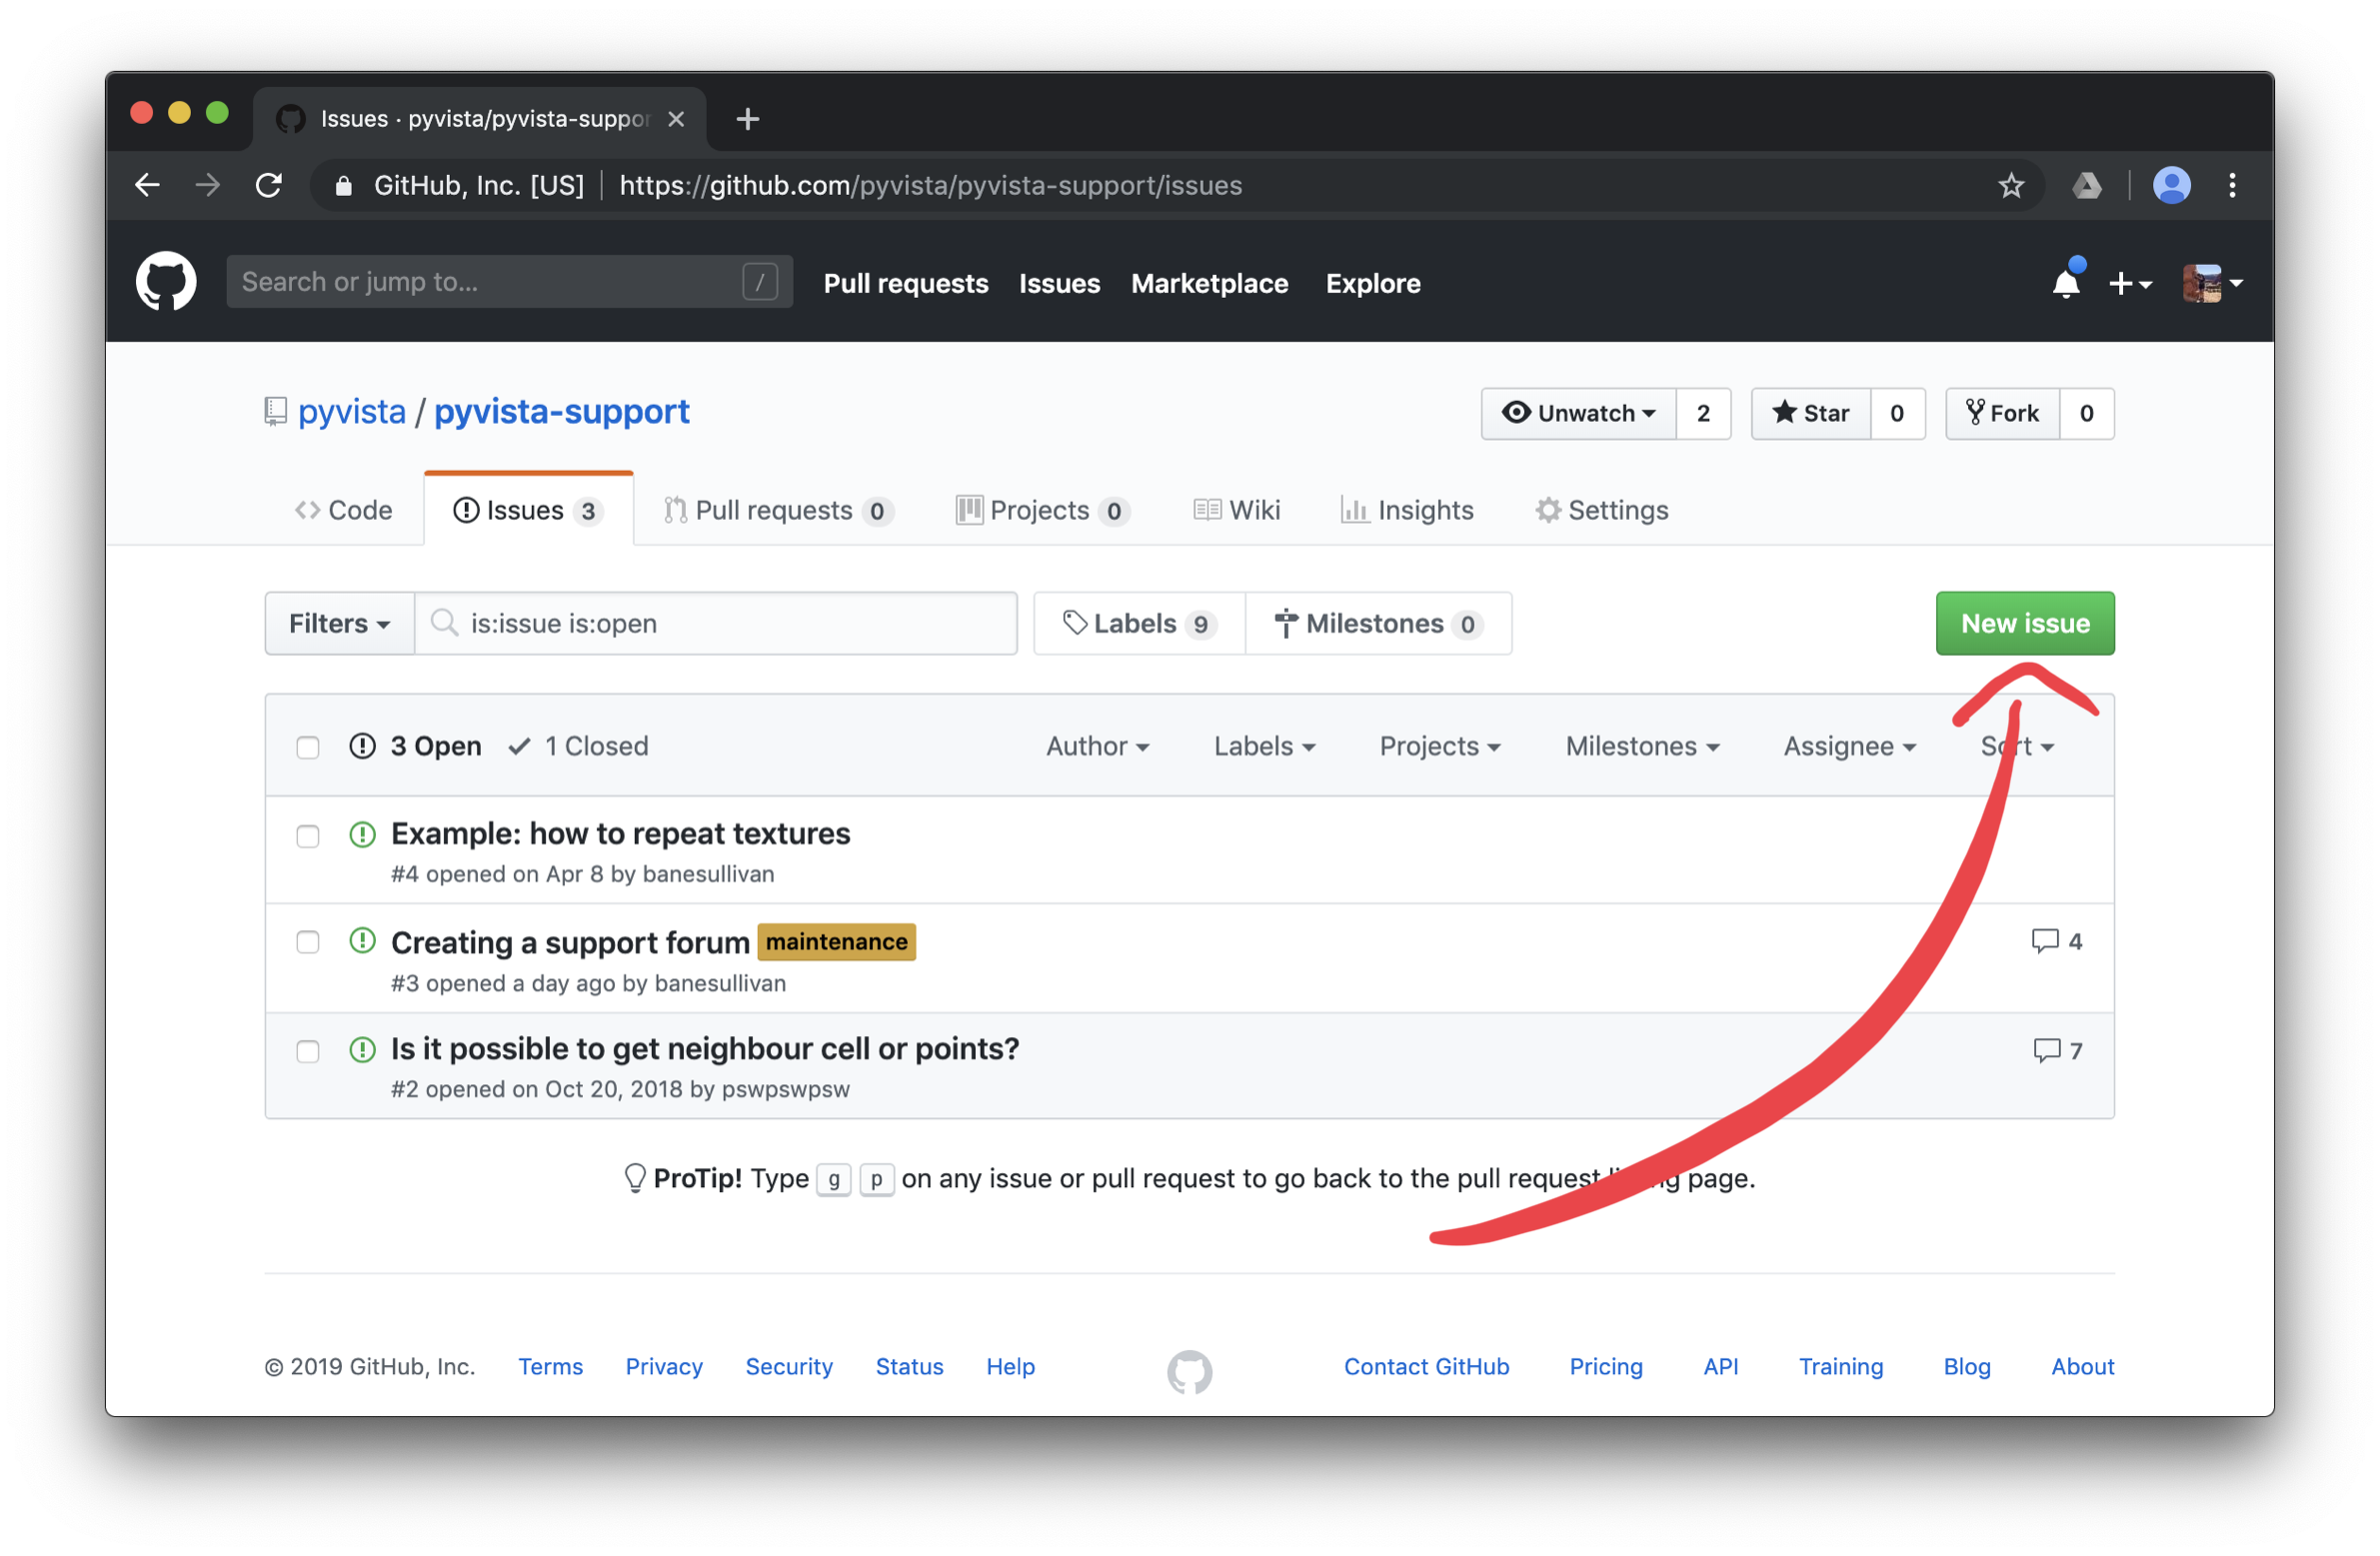 Issues · pyvista/pyvista-suppor
GitHub, Inc. [US] | https://github.com/pyvista/pyvista-support/issues
Search or jump to... / Pull requests Issues Marketplace Explore
pyvista / pyvista-support Unwatch 2 Star 0 Fork 0
Code Issues 3 Pull requests 0 Projects 0 Wiki Insights Settings
Filters is:issue is:open Labels 9 Milestones 0 New issue
3 Open 1 Closed Author Labels Projects Milestones Assignee Sort
Example: how to repeat textures
#4 opened on Apr 8 by banesullivan
Creating a support forum maintenance 4
#3 opened a day ago by banesullivan
Is it possible to get neighbour cell or points? 7
#2 opened on Oct 20, 2018 by pswpswpsw
ProTip! Type g p on any issue or pull request to go back to the pull request page.
© 2019 GitHub, Inc. Terms Privacy Security Status Help Contact GitHub Pricing API Training Blog About